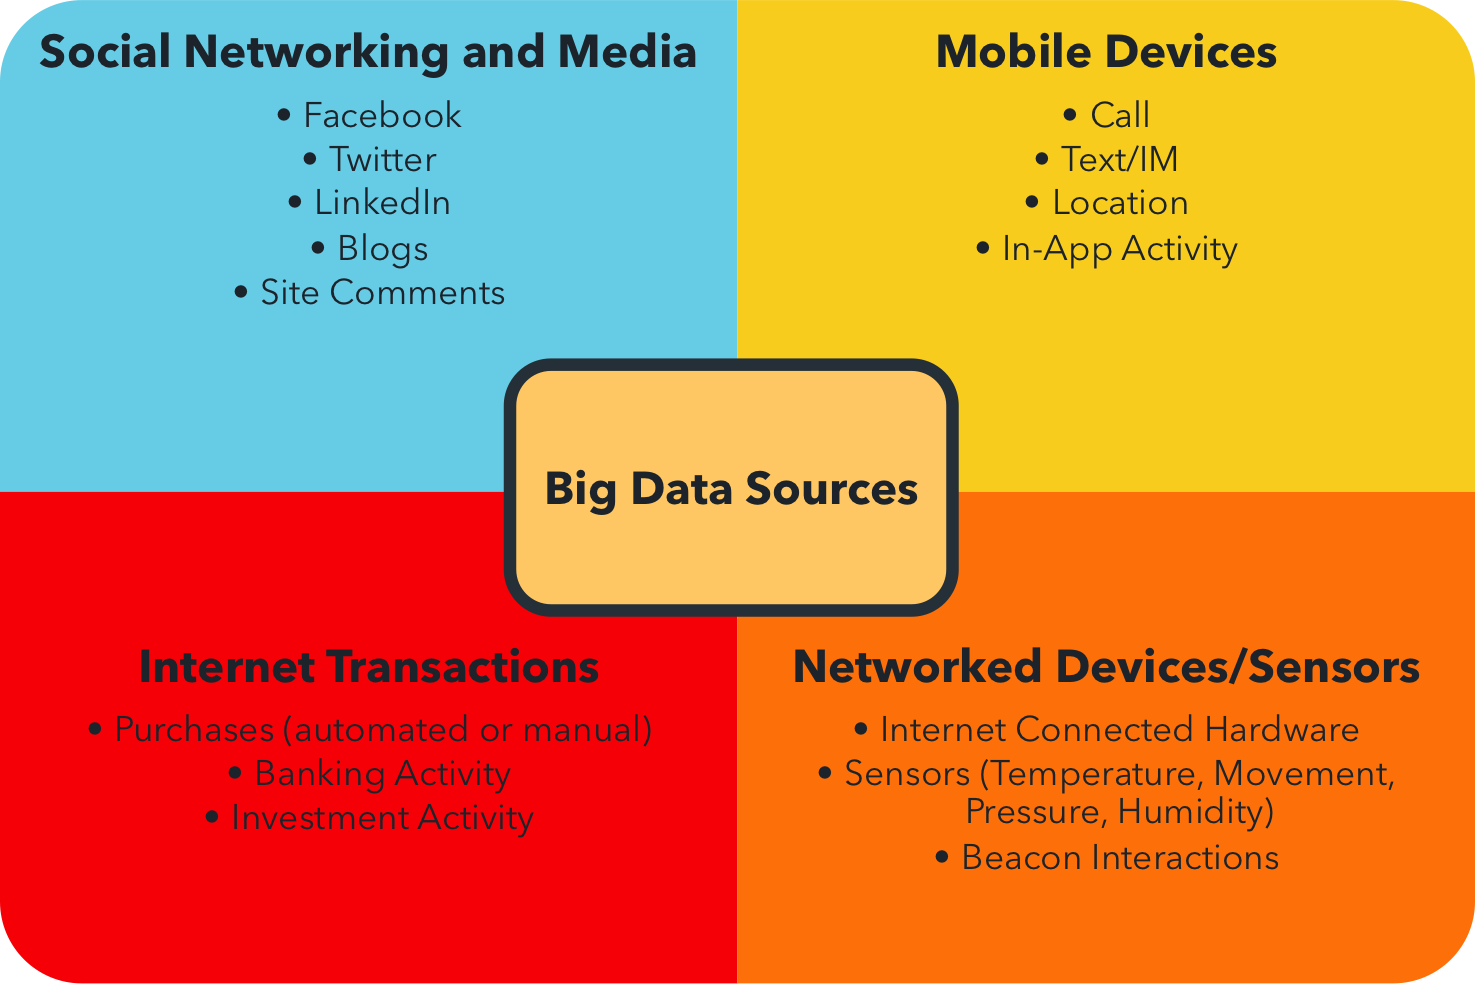 Social Networking and Media
• Facebook
• Twitter
• LinkedIn
• Blogs
• Site Comments
Mobile Devices
• Call
• Text/IM
• Location
• In-App Activity
Big Data Sources
Internet Transactions
• Purchases (automated or manual)
• Banking Activity
• Investment Activity
Networked Devices/Sensors
• Internet Connected Hardware
• Sensors (Temperature, Movement,
Pressure, Humidity)
• Beacon Interactions